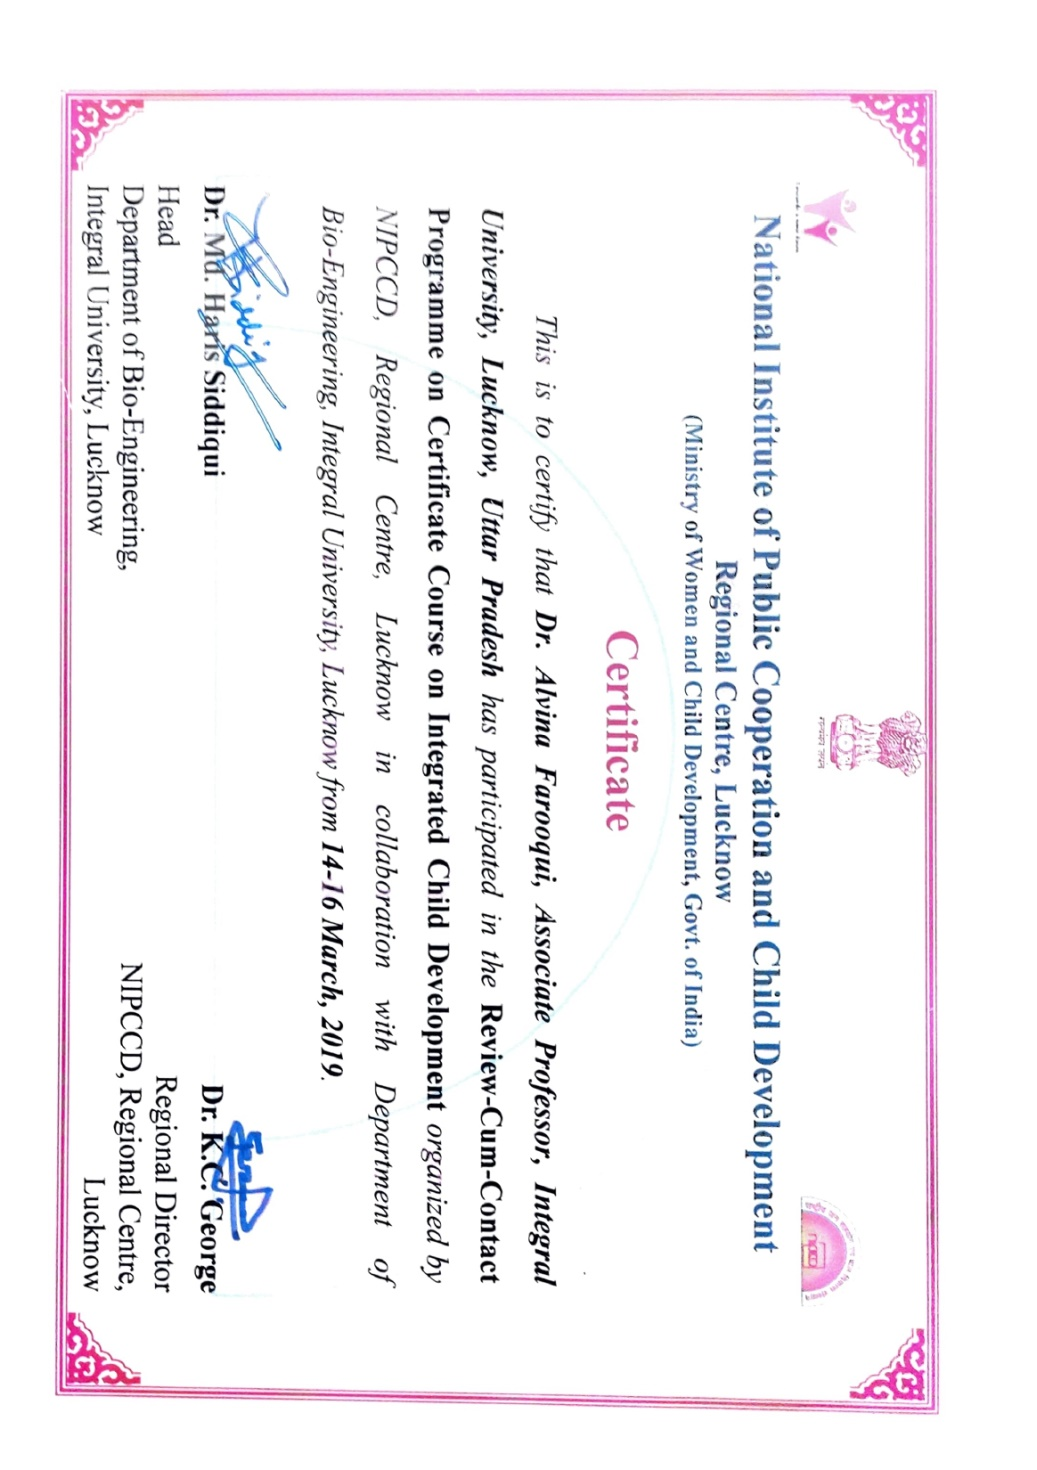 National Institute of Public Cooperation and Child Development
Regional Centre, Lucknow
(Ministry of Women and Child Development, Govt. of India)
Certificate
This is to certify that Dr. Alvina Farooqui, Associate Professor, Integral
University, Lucknow, Uttar Pradesh has participated in the Review-Cum-Contact
Programme on Certificate Course on Integrated Child Development organized by
NIPCCD, Regional Centre, Lucknow in collaboration with Department of
Bio-Engineering, Integral University, Lucknow from 14-16 March, 2019.
Dr. Md. Haris Siddiqui
Head
Department of Bio-Engineering,
Integral University, Lucknow
Dr. K.C. George
Regional Director
NIPCCD, Regional Centre,
Lucknow